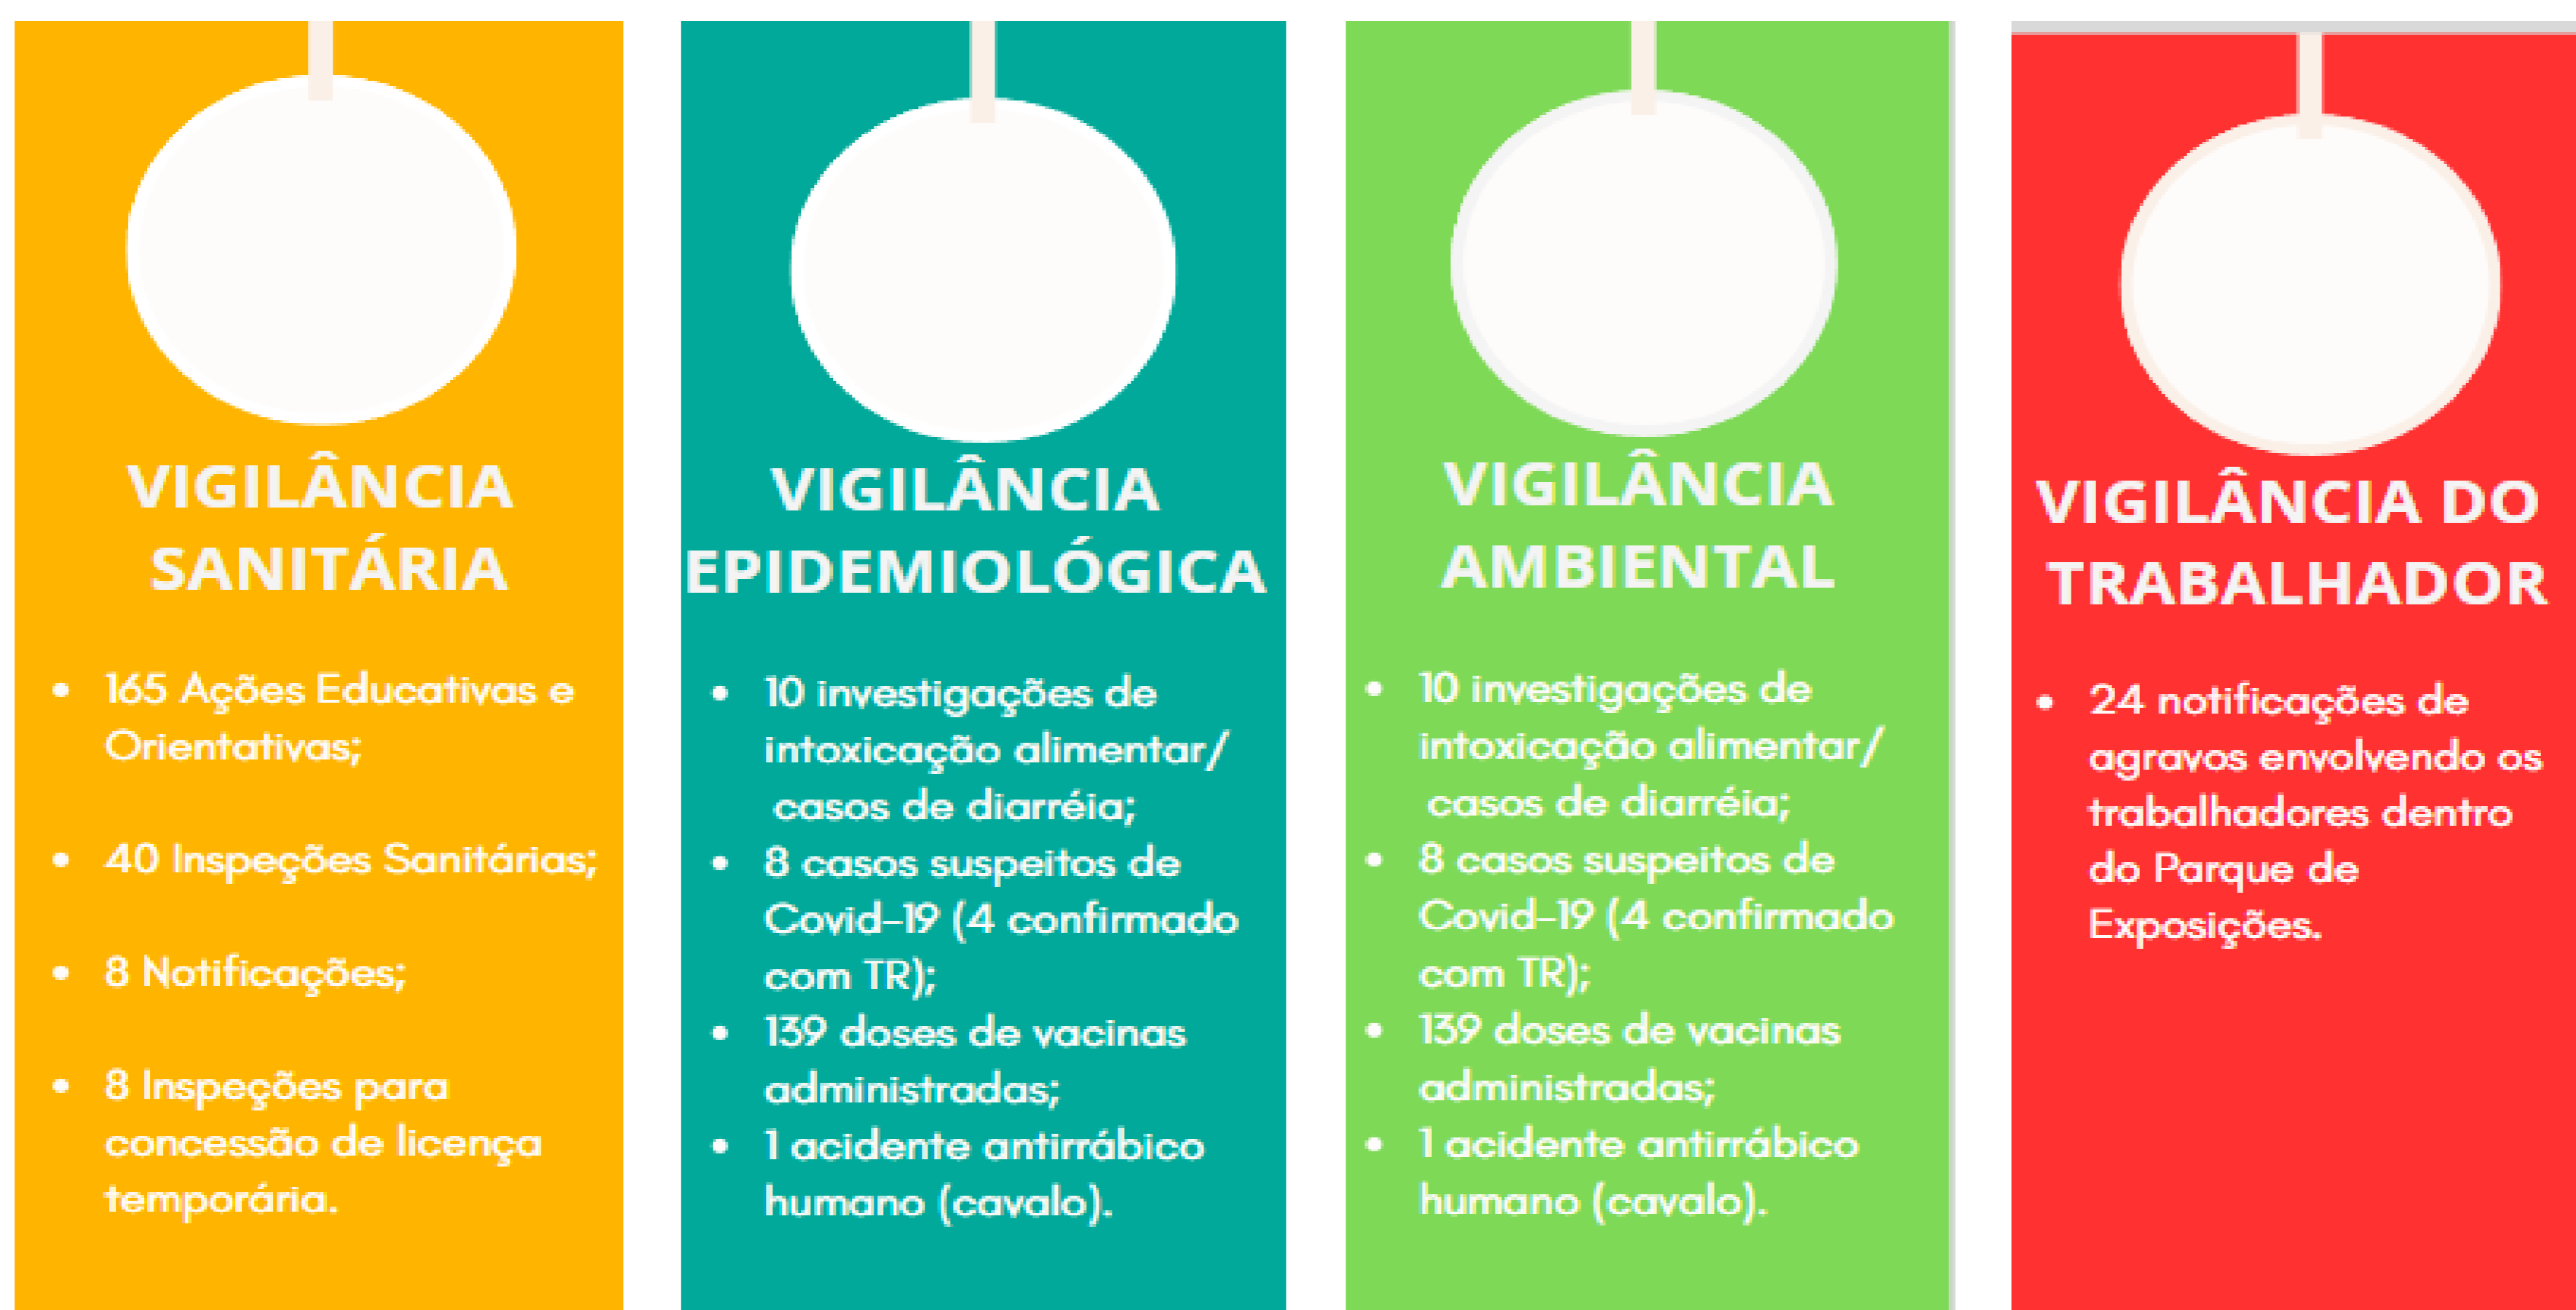 VIGILÂNCIA
SANITÁRIA
• 165 Ações Educativas e
Orientativas;
• 40 Inspeções Sanitárias;
• 8 Notificações;
• 8 Inspeções para
concessão de licença
temporária.
VIGILÂNCIA
EPIDEMIOLÓGICA
• 10 investigações de
intoxicação alimentar/
casos de diarréia;
• 8 casos suspeitos de
Covid-19 (4 confirmado
com TR);
• 139 doses de vacinas
administradas;
• 1 acidente antirrábico
humano (cavalo).
VIGILÂNCIA
AMBIENTAL
• 10 investigações de
intoxicação alimentar/
casos de diarréia;
• 8 casos suspeitos de
Covid-19 (4 confirmado
com TR);
• 139 doses de vacinas
administradas;
• 1 acidente antirrábico
humano (cavalo).
VIGILÂNCIA DO
TRABALHADOR
• 24 notificações de
agravos envolvendo os
trabalhadores dentro
do Parque de
Exposições.